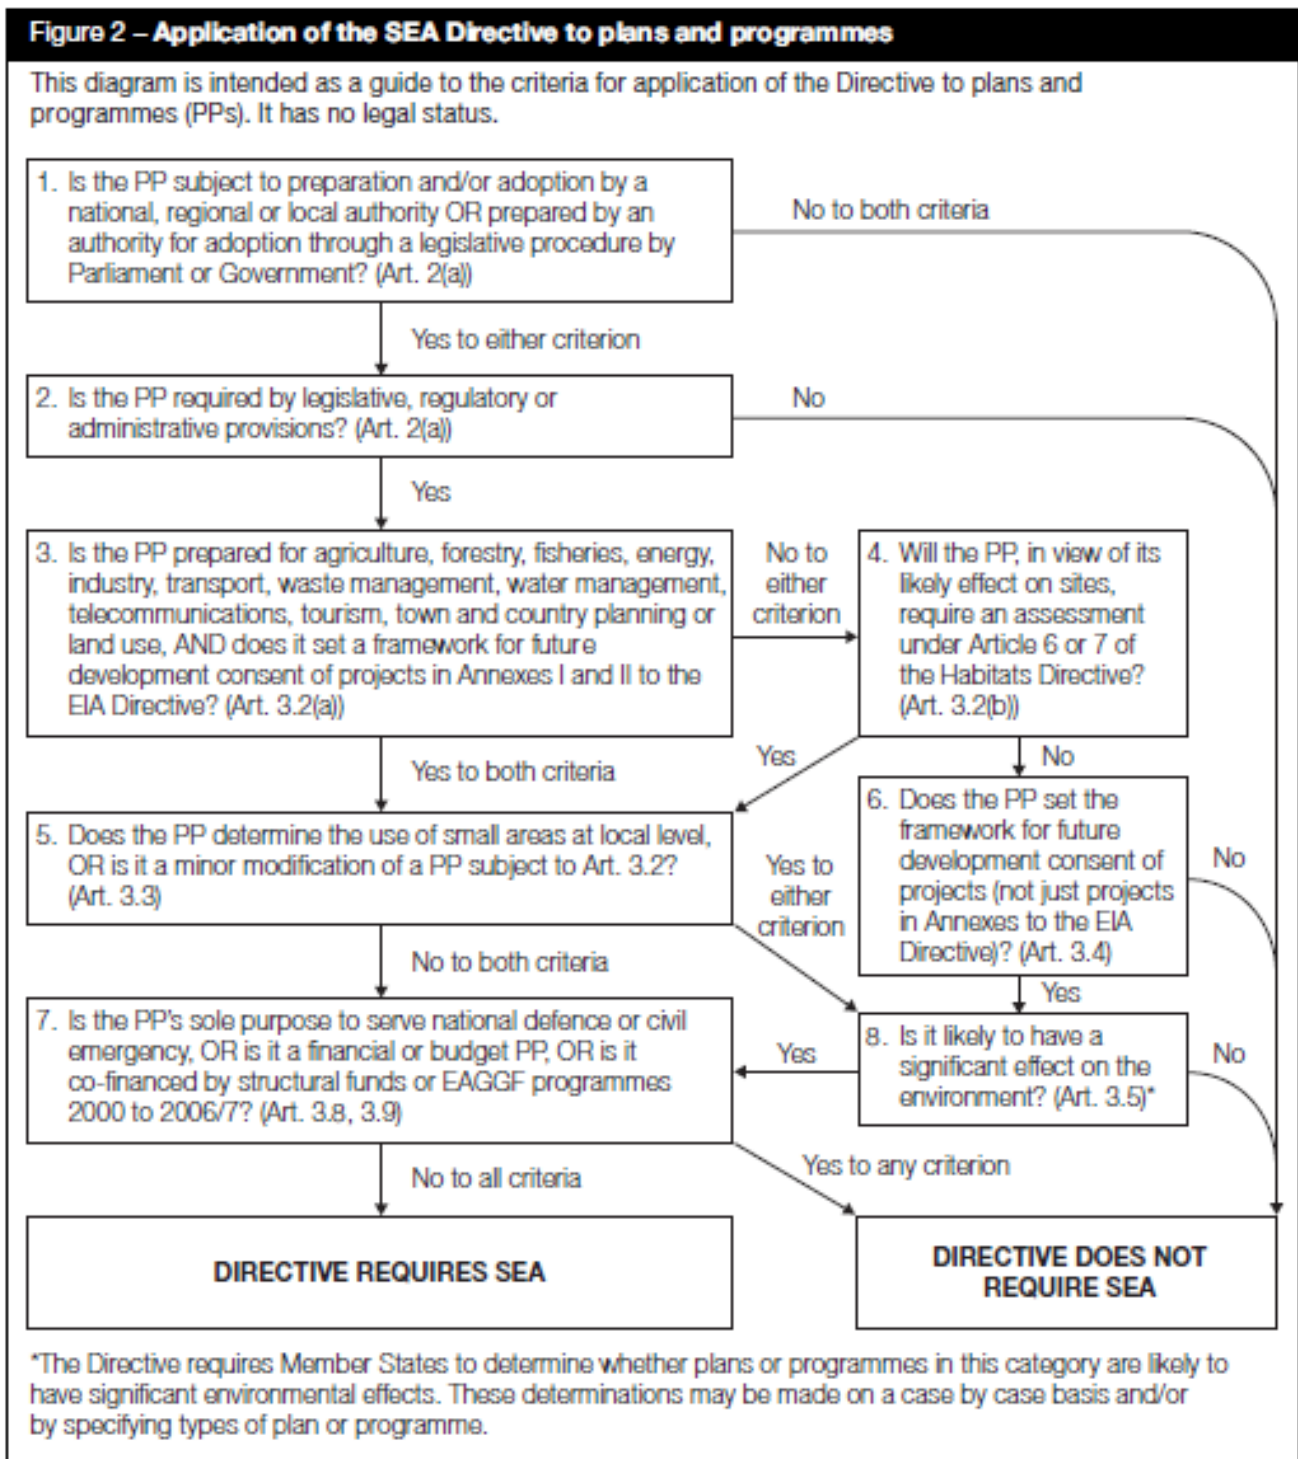 Figure 2 – Application of the SEA Directive to plans and programmes
This diagram is intended as a guide to the criteria for application of the Directive to plans and
programmes (PPs). It has no legal status.
1. Is the PP subject to preparation and/or adoption by a
national, regional or local authority OR prepared by an
authority for adoption through a legislative procedure by
Parliament or Government? (Art. 2(a))
No to both criteria
Yes to either criterion
2. Is the PP required by legislative, regulatory or
administrative provisions? (Art. 2(a))
No
Yes
3. Is the PP prepared for agriculture, forestry, fisheries, energy,
industry, transport, waste management, water management,
telecommunications, tourism, town and country planning or
land use, AND does it set a framework for future
development consent of projects in Annexes I and II to the
EIA Directive? (Art. 3.2(a))
No to
either
criterion
4. Will the PP, in view of its
likely effect on sites,
require an assessment
under Article 6 or 7 of
the Habitats Directive?
(Art. 3.2(b))
Yes to both criteria
Yes
No
5. Does the PP determine the use of small areas at local level,
OR is it a minor modification of a PP subject to Art. 3.2?
(Art. 3.3)
Yes to
either
criterion
6. Does the PP set the
framework for future
development consent of
projects (not just projects
in Annexes to the EIA
Directive)? (Art. 3.4)
No
No to both criteria
Yes
7. Is the PP's sole purpose to serve national defence or civil
emergency, OR is it a financial or budget PP, OR is it
co-financed by structural funds or EAGGF programmes
2000 to 2006/7? (Art. 3.8, 3.9)
Yes
8. Is it likely to have a
significant effect on the
environment? (Art. 3.5)*
No
No to all criteria
Yes to any criterion
DIRECTIVE REQUIRES SEA
DIRECTIVE DOES NOT
REQUIRE SEA
*The Directive requires Member States to determine whether plans or programmes in this category are likely to
have significant environmental effects. These determinations may be made on a case by case basis and/or
by specifying types of plan or programme.